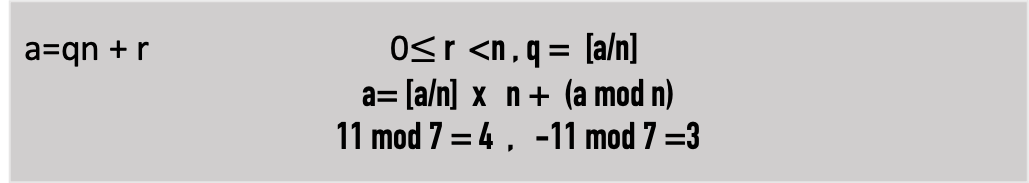 a=qn + r 0≤ r <n , q = [a/n]
a= [a/n] x n + (a mod n)
11 mod 7 = 4 , -11 mod 7 =3